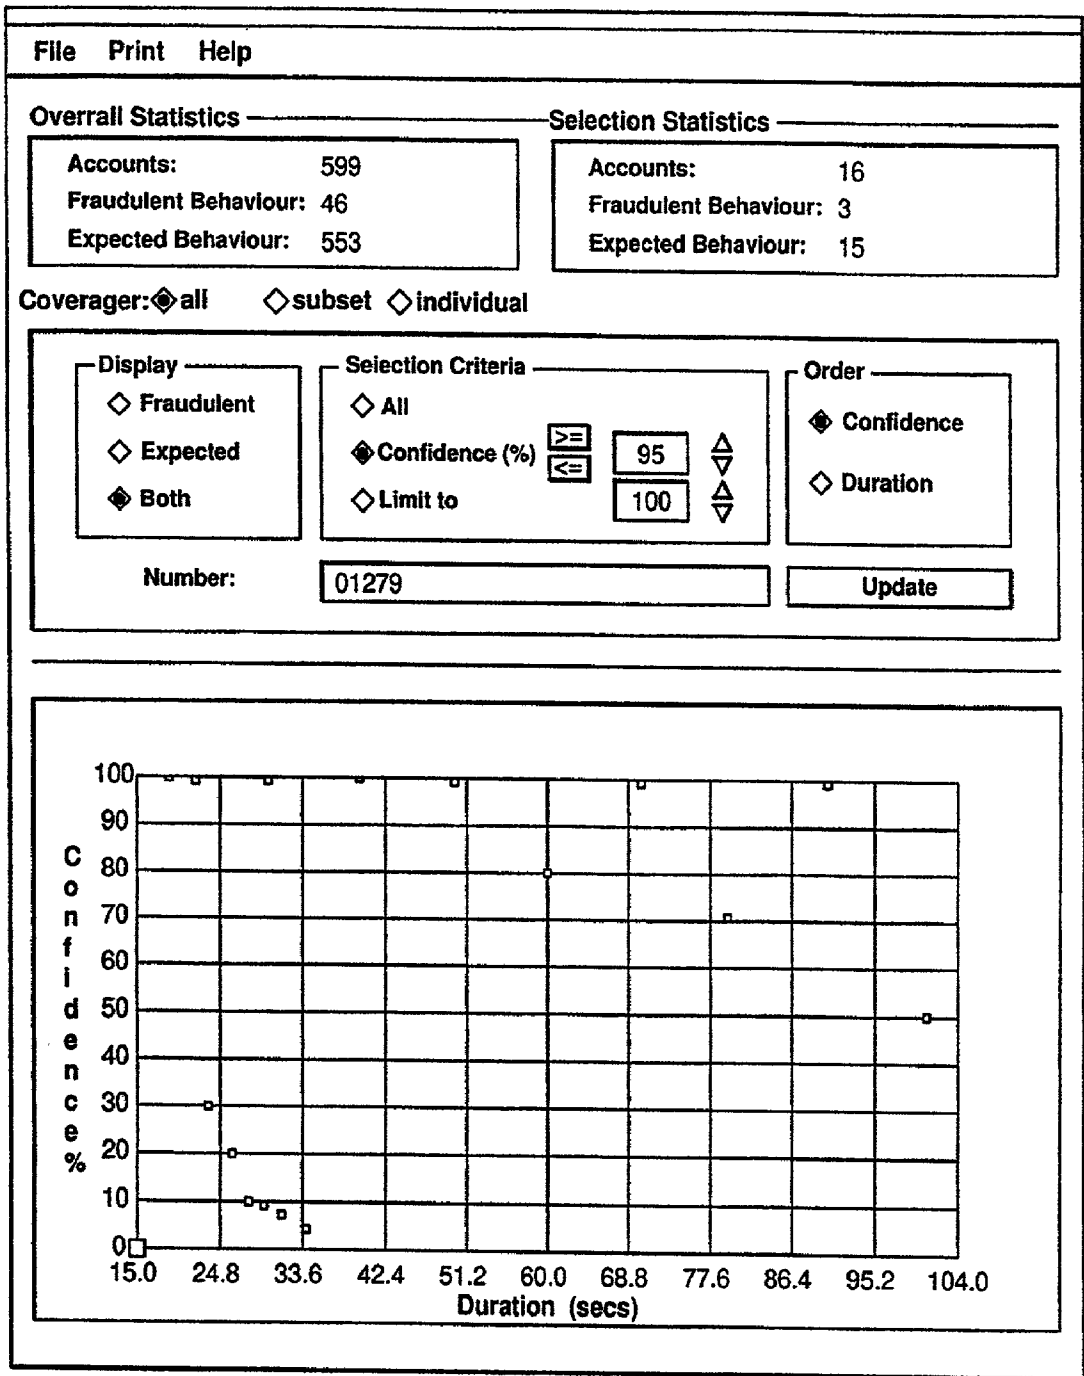 File Print Help
Overrall Statistics
Accounts: 599
Fraudulent Behaviour: 46
Expected Behaviour: 553
Selection Statistics
Accounts: 16
Fraudulent Behaviour: 3
Expected Behaviour: 15
Coverager: all subset individual
Display
Fraudulent
Expected
Both
Selection Criteria
All
Confidence (%) >= <= 95
Limit to 100
Order
Confidence
Duration
Number: 01279
Update
Confidence%
100
90
80
70
60
50
40
30
20
10
0
15.0 24.8 33.6 42.4 51.2 60.0 68.8 77.6 86.4 95.2 104.0
Duration (secs)